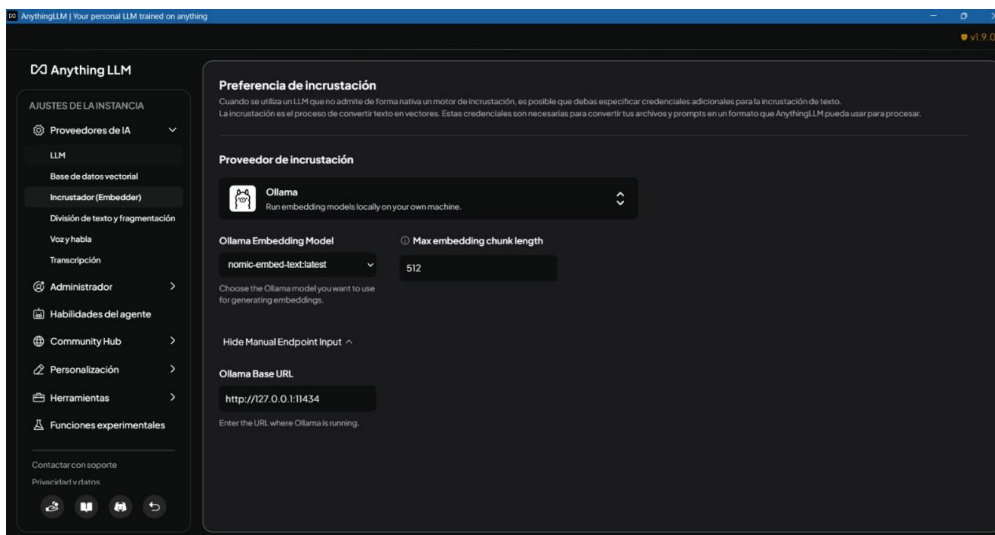 AnythingLLM | Your personal LLM trained on anything
v1.9.0
Anything LLM
AJUSTES DE LA INSTANCIA
Proveedores de IA
LLM
Base de datos vectorial
Incrustador (Embedder)
División de texto y fragmentación
Voz y habla
Transcripción
Administrador
Habilidades del agente
Community Hub
Personalización
Herramientas
Funciones experimentales
Contactar con soporte
Privacidad y datos
Preferencia de incrustación
Cuando se utiliza un LLM que no admite de forma nativa un motor de incrustación, es posible que debas especificar credenciales adicionales para la incrustación de texto.
La incrustación es el proceso de convertir texto en vectores. Estas credenciales son necesarias para convertir tus archivos y prompts en un formato que AnythingLLM pueda usar para procesar.
Proveedor de incrustación
Ollama
Run embedding models locally on your own machine.
Ollama Embedding Model
nomic-embed-text:latest
Choose the Ollama model you want to use
for generating embeddings.
Max embedding chunk length
512
Hide Manual Endpoint Input
Ollama Base URL
http://127.0.0.1:11434
Enter the URL where Ollama is running.